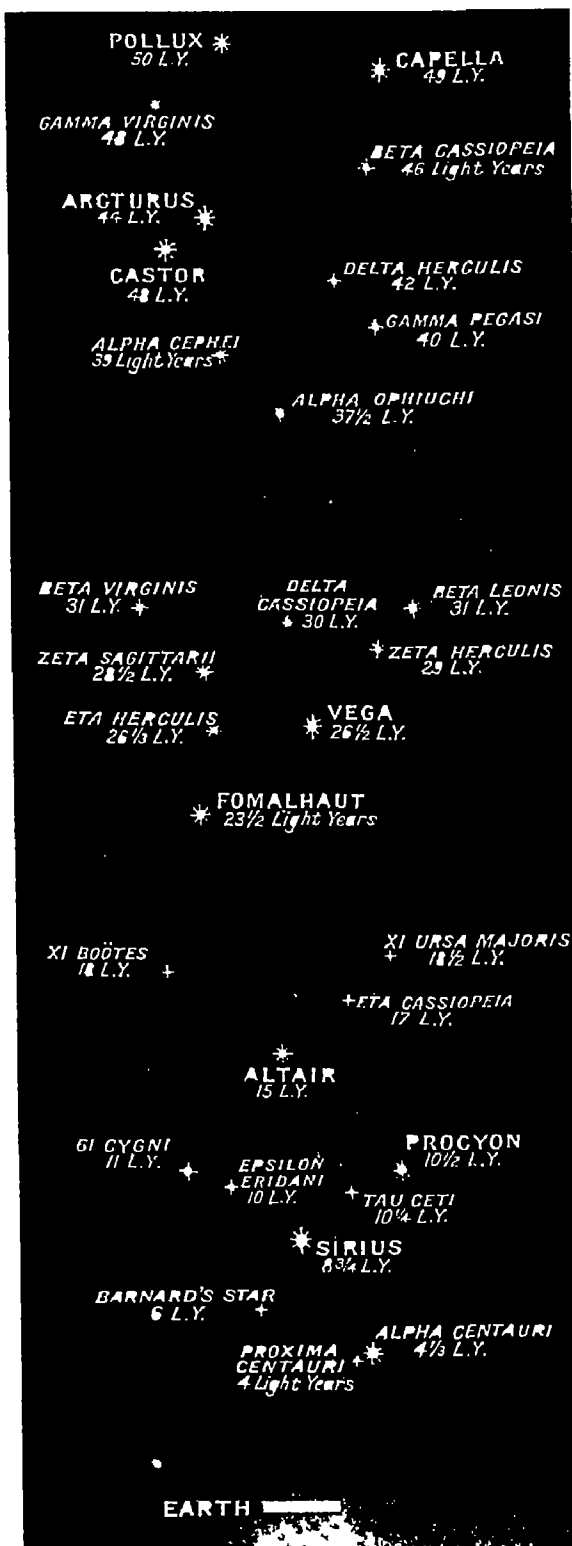 POLLUX
50 L.Y.
CAPELLA
49 L.Y.
GAMMA VIRGINIS
48 L.Y.
BETA CASSIOPEIA
46 Light Years
ARCTURUS
44 L.Y.
CASTOR
43 L.Y.
DELTA HERCULIS
42 L.Y.
GAMMA PEGASI
40 L.Y.
ALPHA CEPHEI
39 Light Years
ALPHA OPHIUCHI
37½ L.Y.
BETA VIRGINIS
31 L.Y.
DELTA
CASSIOPEIA
30 L.Y.
BETA LEONIS
31 L.Y.
ZETA SAGITTARII
28½ L.Y.
ZETA HERCULIS
29 L.Y.
ETA HERCULIS
26⅓ L.Y.
VEGA
26½ L.Y.
FOMALHAUT
23½ Light Years
XI BOÖTES
18 L.Y.
XI URSA MAJORIS
18½ L.Y.
ETA CASSIOPEIA
17 L.Y.
ALTAIR
15 L.Y.
61 CYGNI
11 L.Y.
EPSILON
ERIDANI
10 L.Y.
PROCYON
10½ L.Y.
TAU CETI
10¼ L.Y.
SIRIUS
8¾ L.Y.
BARNARD'S STAR
6 L.Y.
ALPHA CENTAURI
4⅓ L.Y.
PROXIMA
CENTAURI
4 Light Years
EARTH